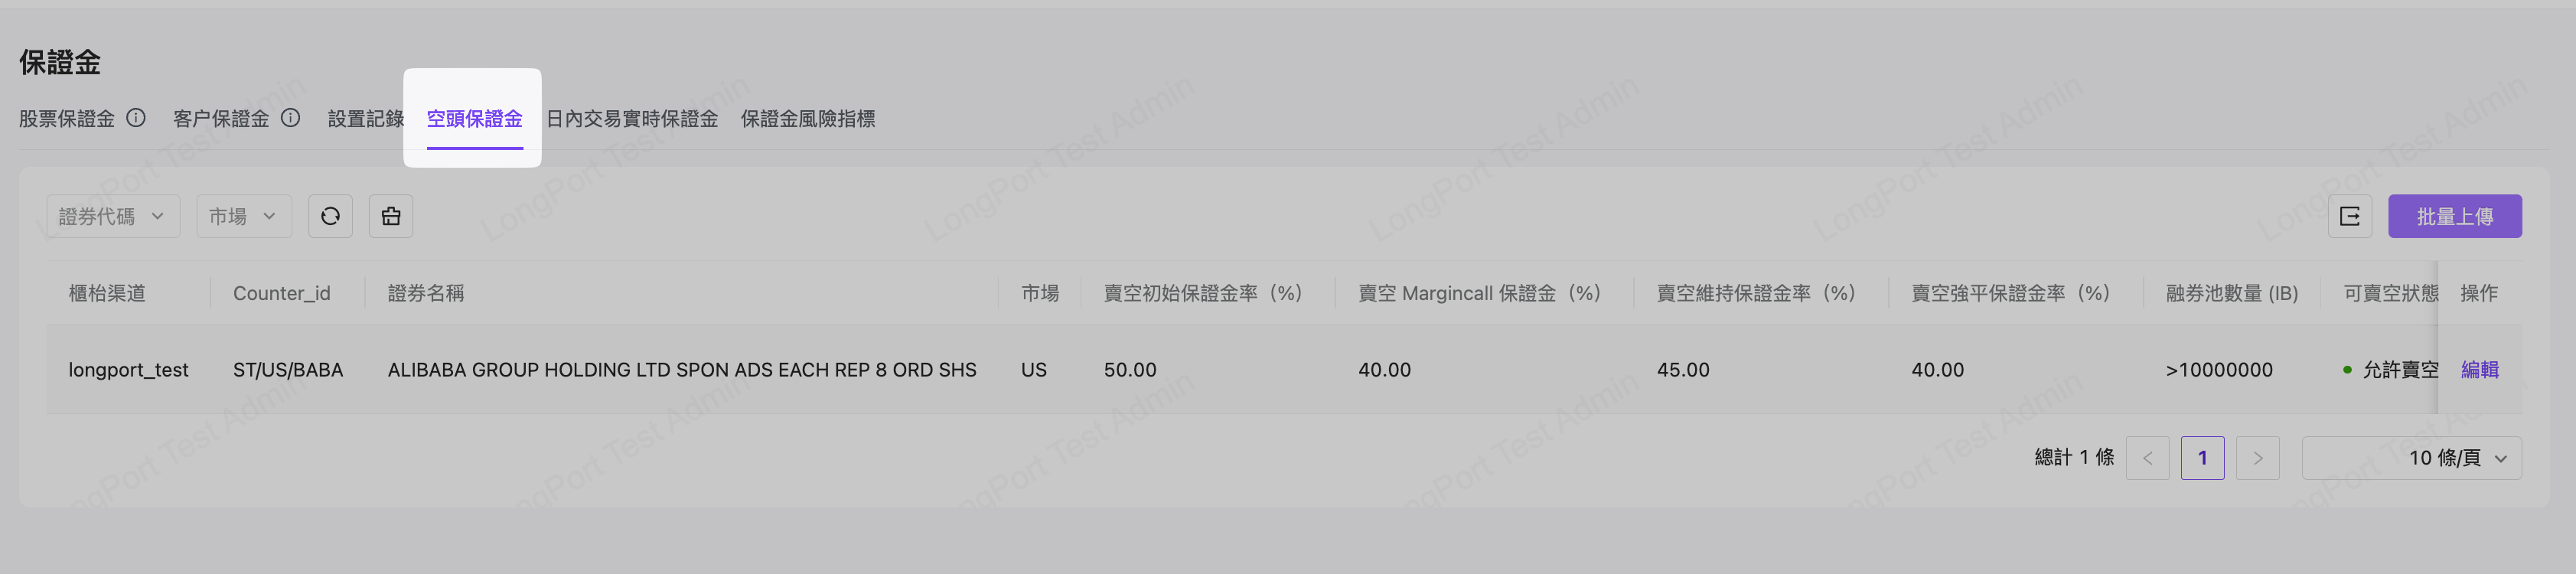 保證金
股票保證金 客户保證金 設置記錄 空頭保證金 日內交易實時保證金 保證金風險指標
證券代碼 市場 批量上傳
櫃枱渠道 Counter_id 證券名稱 市場 賣空初始保證金率（%） 賣空 Margincall 保證金（%） 賣空維持保證金率（%） 賣空強平保證金率（%） 融券池數量 (IB) 可賣空狀態 操作
longport_test ST/US/BABA ALIBABA GROUP HOLDING LTD SPON ADS EACH REP 8 ORD SHS US 50.00 40.00 45.00 40.00 >10000000 允許賣空 編輯
總計 1 條 < 1 > 10 條/頁
LongPort Test Admin